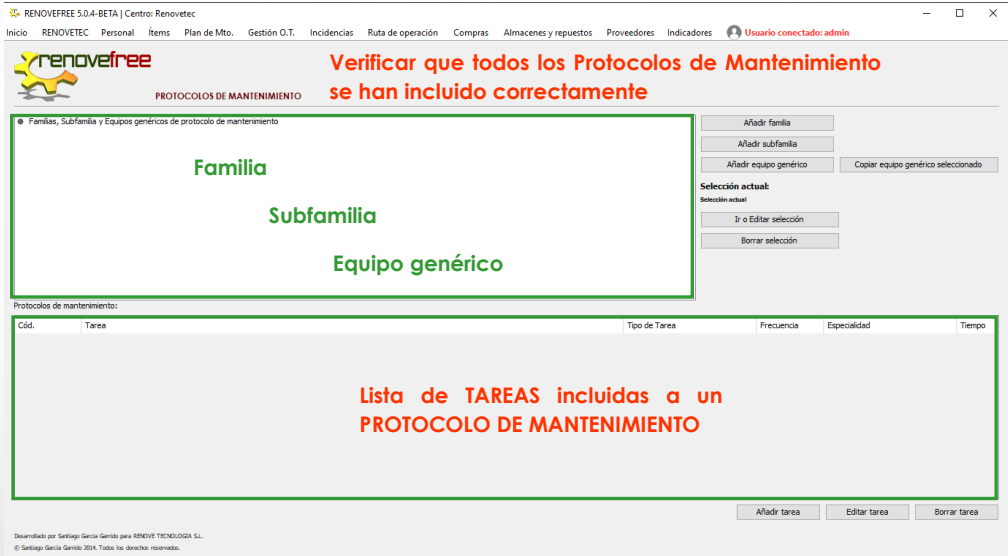 RENOVEFREE 5.0.4-BETA | Centro: Renovetec
Inicio RENOVETEC Personal Ítems Plan de Mto. Gestión O.T. Incidencias Ruta de operación Compras Almacenes y repuestos Proveedores Indicadores Usuario conectado: admin
renovefree
PROTOCOLOS DE MANTENIMIENTO
Verificar que todos los Protocolos de Mantenimiento
se han incluido correctamente
Familias, Subfamilia y Equipos genéricos de protocolo de mantenimiento
Familia
Subfamilia
Equipo genérico
Añadir familia
Añadir subfamilia
Añadir equipo genérico Copiar equipo genérico seleccionado
Selección actual:
Selección actual
Ir o Editar selección
Borrar selección
Protocolos de mantenimiento:
Cód. Tarea Tipo de Tarea Frecuencia Especialidad Tiempo
Lista de TAREAS incluidas a un
PROTOCOLO DE MANTENIMIENTO
Añadir tarea Editar tarea Borrar tarea
Desarrollado por Santiago García Garrido para RENOVE TECNOLOGÍA S.L.
© Santiago García Garrido 2014. Todos los derechos reservados.